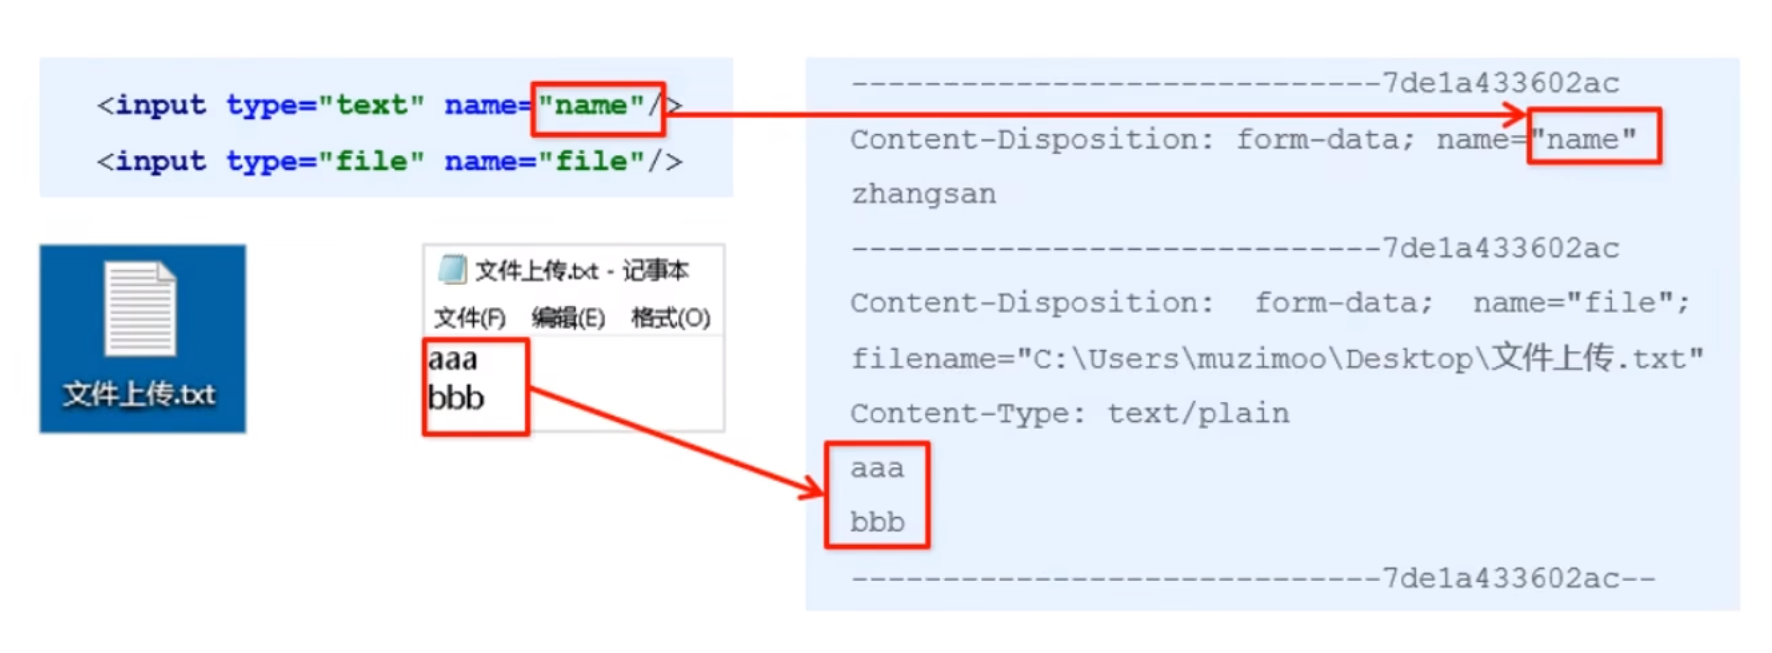 <input type="text" name="name"/>
<input type="file" name="file"/>
文件上传.txt
文件上传.txt - 记事本
文件(F) 编辑(E) 格式(O)
aaa
bbb
-----------------------------7de1a433602ac
Content-Disposition: form-data; name="name"
zhangsan
-----------------------------7de1a433602ac
Content-Disposition: form-data; name="file";
filename="C:\Users\muzimoo\Desktop\文件上传.txt"
Content-Type: text/plain
aaa
bbb
-----------------------------7de1a433602ac--